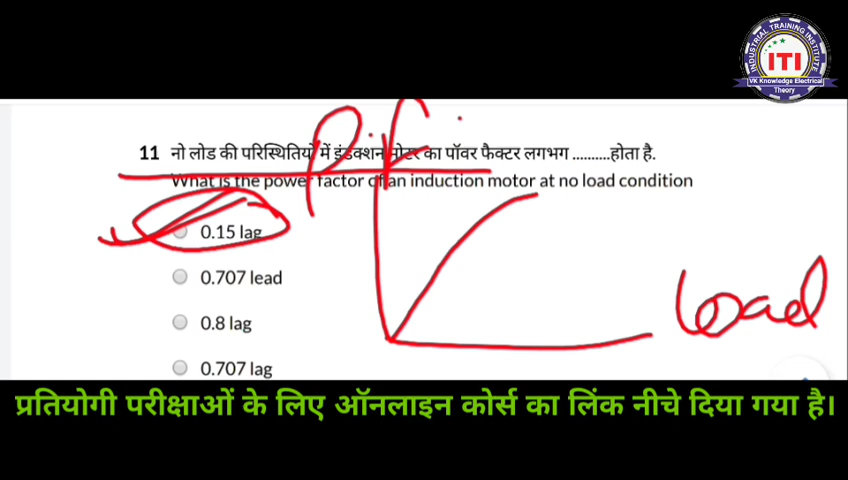 INDUSTRIAL TRAINING INSTITUTE
ITI
VK Knowledge Electrical
Theory
P.F.
11 नो लोड की परिस्थितियों में इंडक्शन मोटर का पॉवर फैक्टर लगभग ..........होता है.
What is the power factor of an induction motor at no load condition
0.15 lag
0.707 lead
0.8 lag
0.707 lag
Load
प्रतियोगी परीक्षाओं के लिए ऑनलाइन कोर्स का लिंक नीचे दिया गया है।